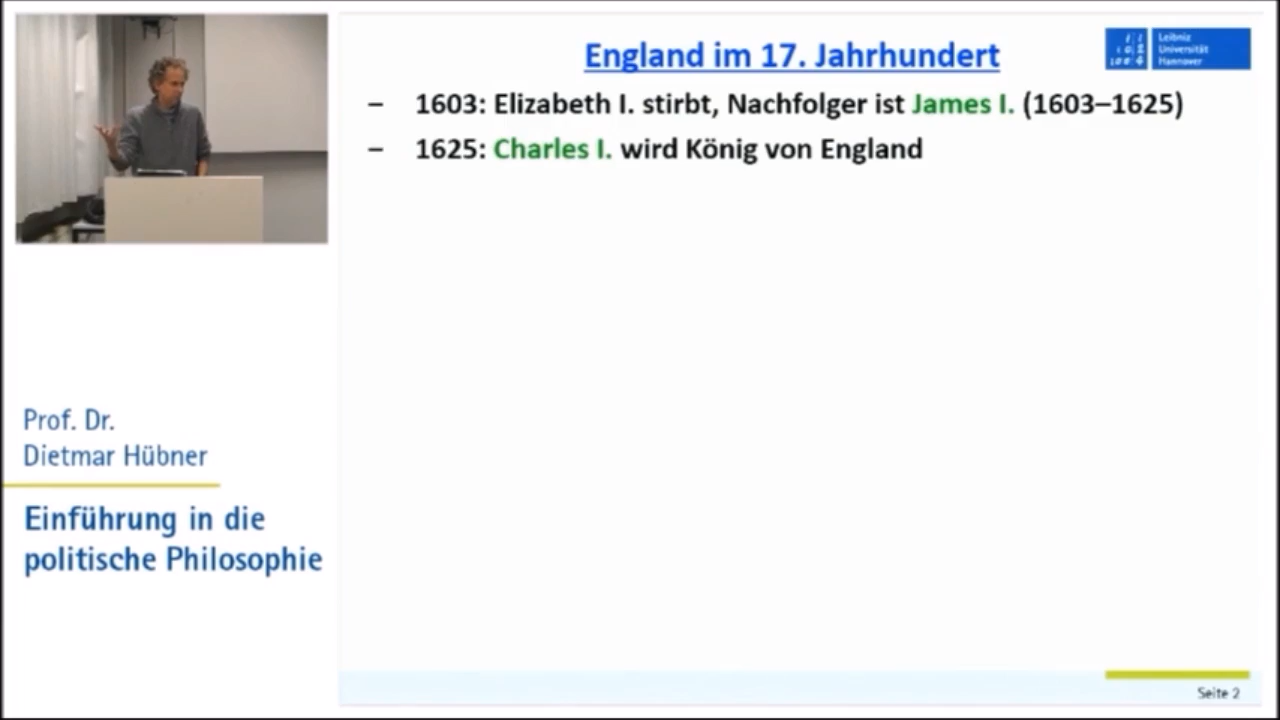 England im 17. Jahrhundert
Leibniz
Universität
Hannover
– 1603: Elizabeth I. stirbt, Nachfolger ist James I. (1603–1625)
– 1625: Charles I. wird König von England
Prof. Dr.
Dietmar Hübner
Einführung in die
politische Philosophie
Seite 2